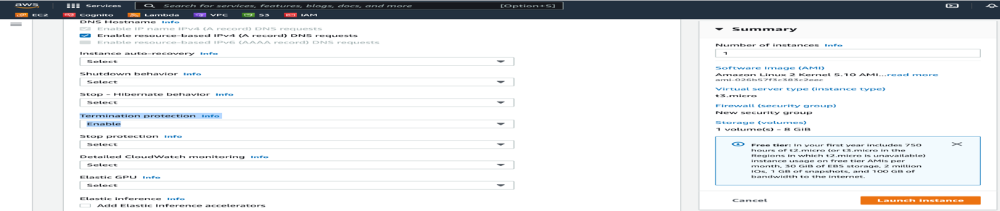 aws
Services
Search for services, features, blogs, docs, and more
[Option+S]
EC2
Cognito
Lambda
VPC
S3
IAM
DNS Hostname Info
Enable IP name IPv4 (A record) DNS requests
Enable resource-based IPv4 (A record) DNS requests
Enable resource-based IPv6 (AAAA record) DNS requests
Instance auto-recovery Info
Select
Shutdown behavior Info
Select
Stop - Hibernate behavior Info
Select
Termination protection Info
Enable
Stop protection Info
Select
Detailed CloudWatch monitoring Info
Select
Elastic GPU Info
Select
Elastic inference Info
Add Elastic Inference accelerators
Summary
Number of instances Info
1
Software Image (AMI)
Amazon Linux 2 Kernel 5.10 AMI...read more
ami-026b57f3c383c2eec
Virtual server type (instance type)
t3.micro
Firewall (security group)
New security group
Storage (volumes)
1 volume(s) - 8 GiB
Free tier: In your first year includes 750
hours of t2.micro (or t3.micro in the
Regions in which t2.micro is unavailable)
instance usage on free tier AMIs per
month, 30 GiB of EBS storage, 2 million
IOs, 1 GB of snapshots, and 100 GB of
bandwidth to the internet.
Cancel
Launch instance